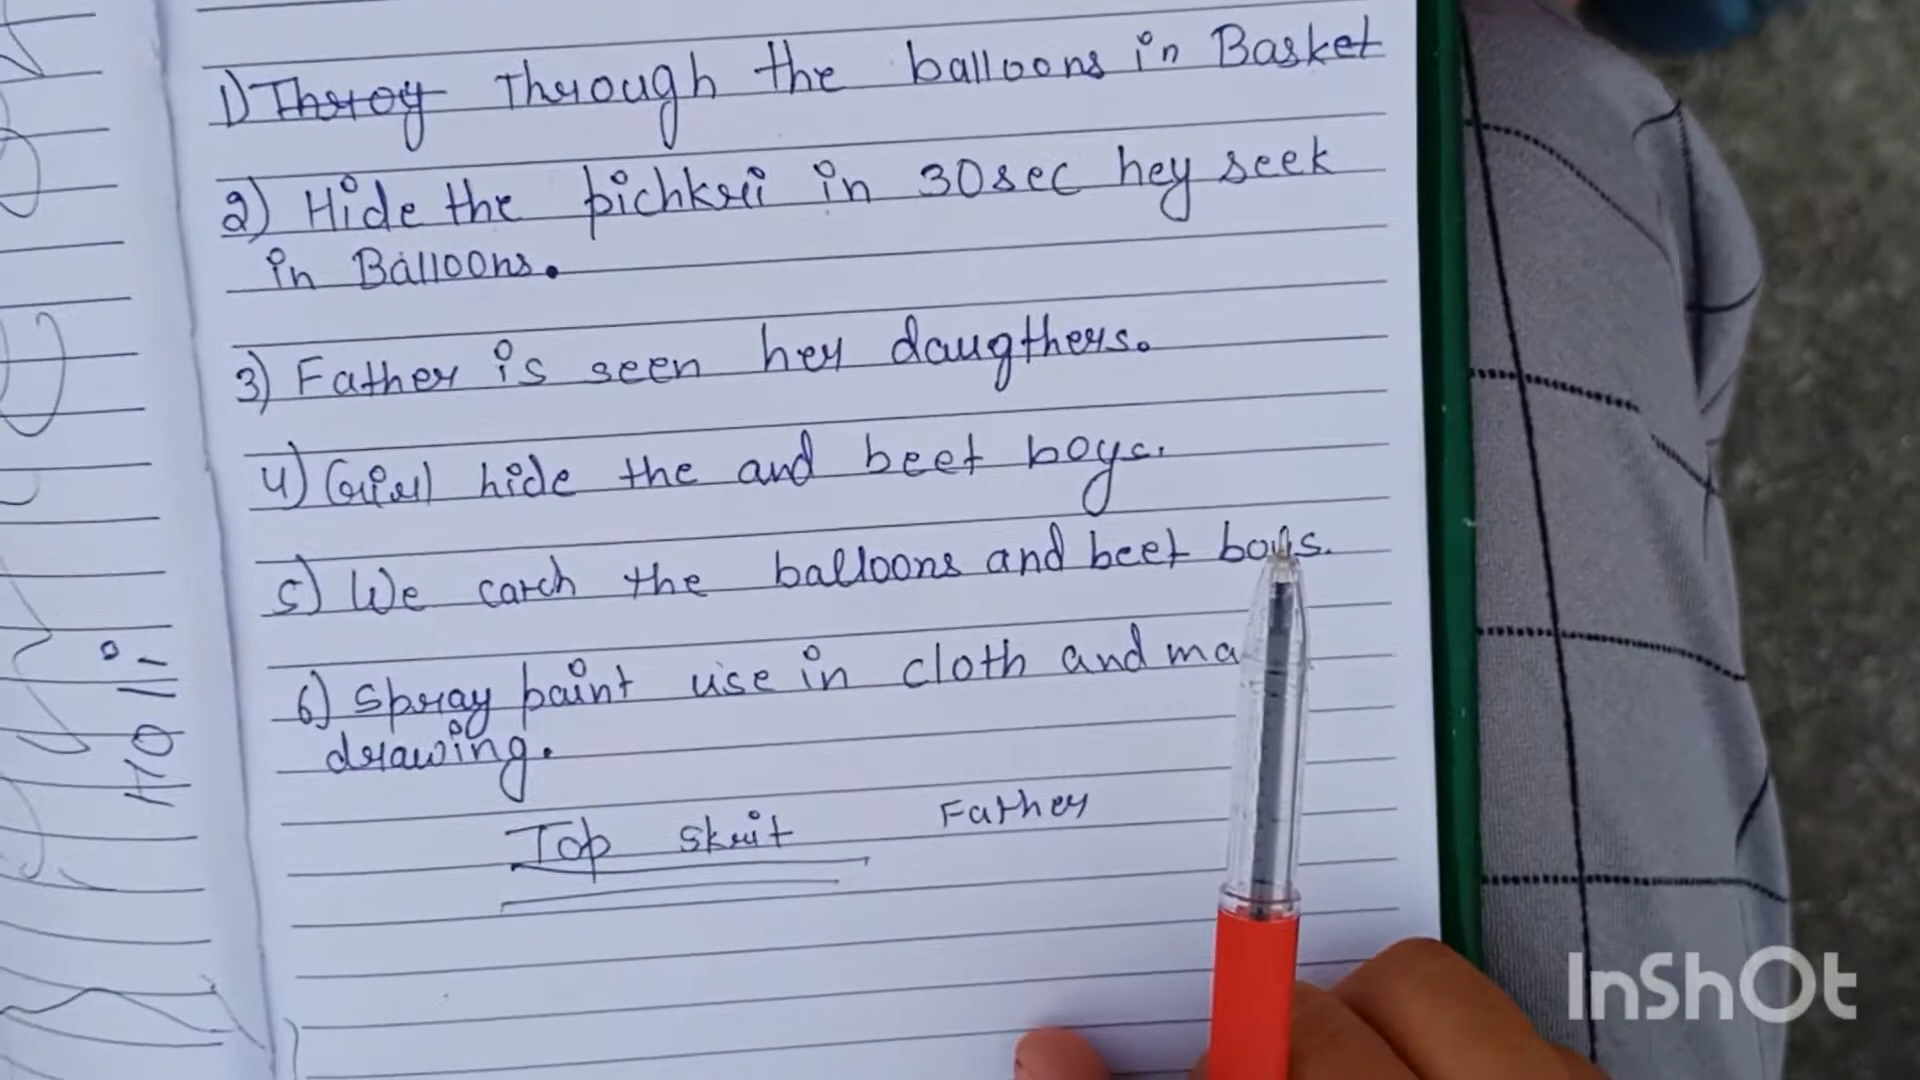 1) Throy Through the balloons in Basket
2) Hide the pichkri in 30sec hey seek
in Balloons.
3) Father is seen her daugthers.
4) Girl hide the and beet boys.
5) We catch the balloons and beet boys.
6) Spray paint use in cloth and ma
drawing.
Top Skrit Father
Holi
InShOt